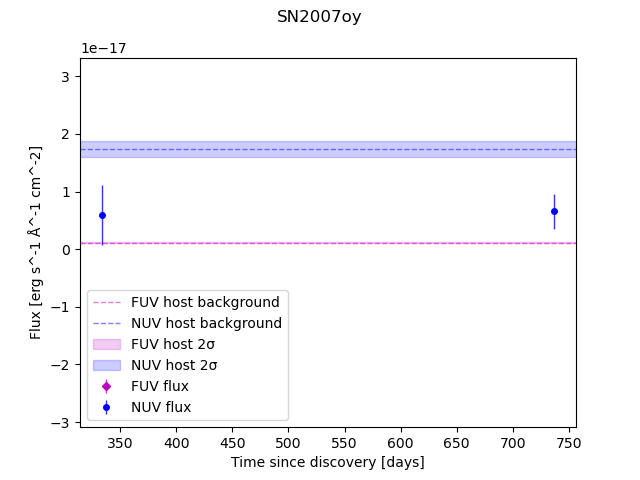 SN2007oy
1e−17
3
2
1
0
−1
−2
−3
Flux [erg s^-1 Å^-1 cm^-2]
FUV host background
NUV host background
FUV host 2σ
NUV host 2σ
FUV flux
NUV flux
350 400 450 500 550 600 650 700 750
Time since discovery [days]